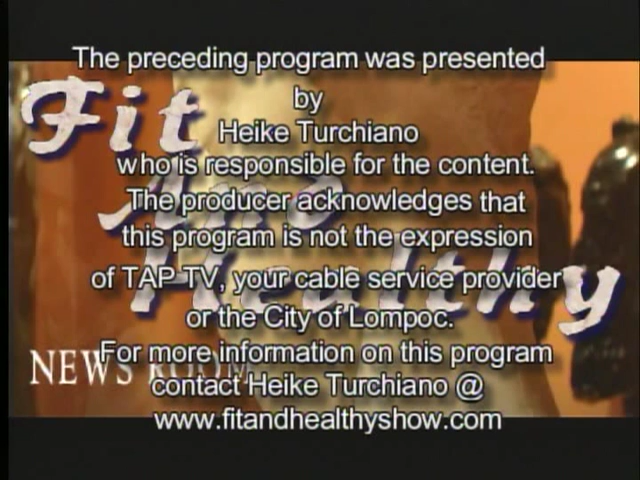 The preceding program was presented
by
Heike Turchiano
who is responsible for the content.
The producer acknowledges that
this program is not the expression
of TAP TV, your cable service provider
or the City of Lompoc.
For more information on this program
contact Heike Turchiano @
www.fitandhealthyshow.com
Fit
And
Healthy
NEWS ROOM